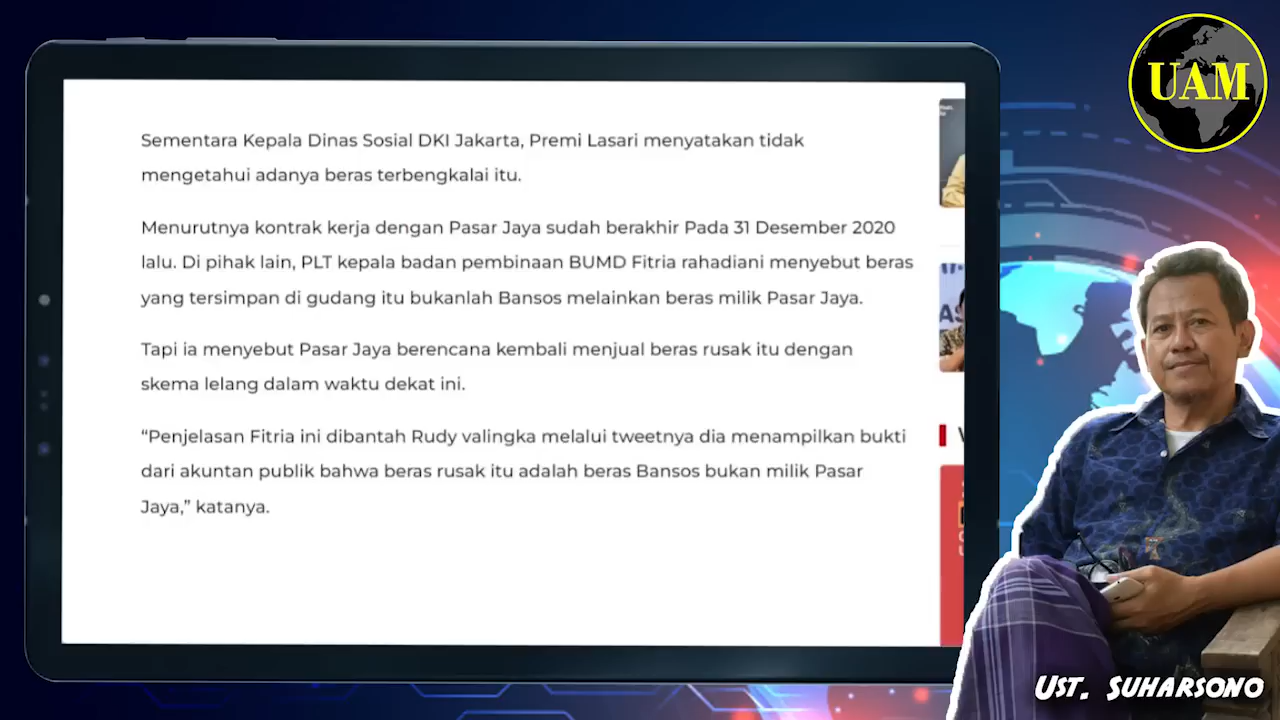 Sementara Kepala Dinas Sosial DKI Jakarta, Premi Lasari menyatakan tidak
mengetahui adanya beras terbengkalai itu.
Menurutnya kontrak kerja dengan Pasar Jaya sudah berakhir Pada 31 Desember 2020
lalu. Di pihak lain, PLT kepala badan pembinaan BUMD Fitria rahadiani menyebut beras
yang tersimpan di gudang itu bukanlah Bansos melainkan beras milik Pasar Jaya.
Tapi ia menyebut Pasar Jaya berencana kembali menjual beras rusak itu dengan
skema lelang dalam waktu dekat ini.
“Penjelasan Fitria ini dibantah Rudy valingka melalui tweetnya dia menampilkan bukti
dari akuntan publik bahwa beras rusak itu adalah beras Bansos bukan milik Pasar
Jaya,” katanya.
UAM
UST. SUHARSONO